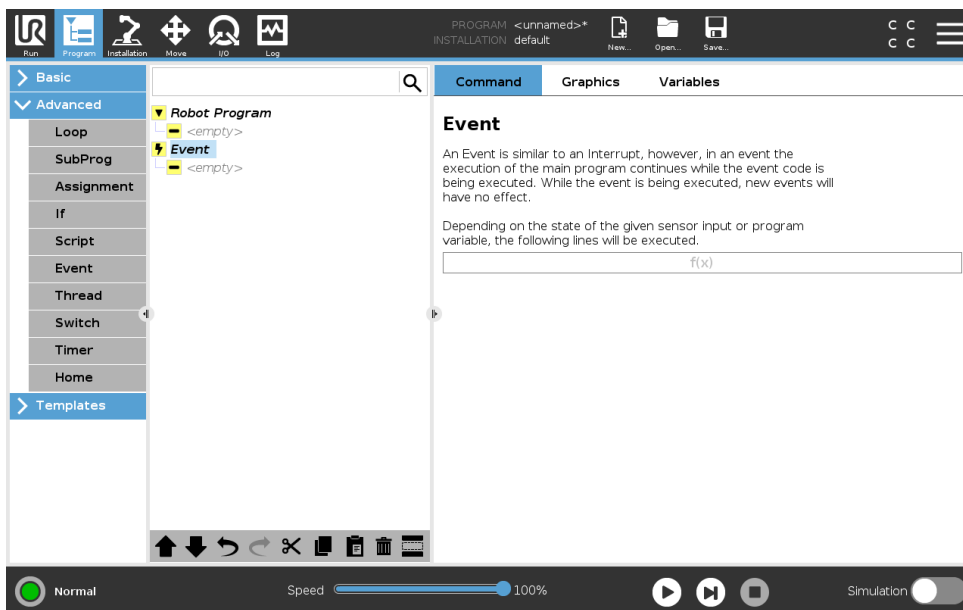 UR
Run
Program
Installation
Move
I/O
Log
PROGRAM <unnamed>*
INSTALLATION default
New...
Open...
Save...
C C
C C
Basic
Advanced
Loop
SubProg
Assignment
If
Script
Event
Thread
Switch
Timer
Home
Templates
Robot Program
<empty>
Event
<empty>
Command Graphics Variables
Event
An Event is similar to an Interrupt, however, in an event the
execution of the main program continues while the event code is
being executed. While the event is being executed, new events will
have no effect.
Depending on the state of the given sensor input or program
variable, the following lines will be executed.
f(x)
Normal
Speed 100%
Simulation